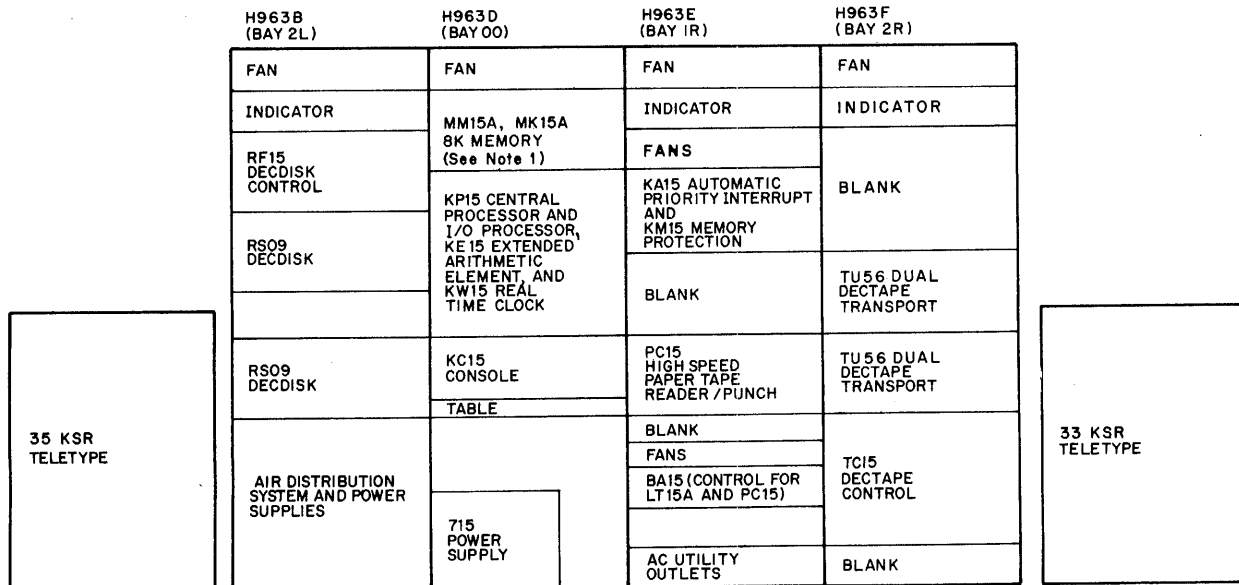 H963B
(BAY 2L)
H963D
(BAY 00)
H963E
(BAY 1R)
H963F
(BAY 2R)
FAN
INDICATOR
RF15
DECDISK
CONTROL
RS09
DECDISK
RS09
DECDISK
AIR DISTRIBUTION
SYSTEM AND POWER
SUPPLIES
FAN
MM15A, MK15A
8K MEMORY
(See Note 1)
KP15 CENTRAL
PROCESSOR AND
I/O PROCESSOR,
KE15 EXTENDED
ARITHMETIC
ELEMENT, AND
KW15 REAL
TIME CLOCK
KC15
CONSOLE
TABLE
715
POWER
SUPPLY
FAN
INDICATOR
FANS
KA15 AUTOMATIC
PRIORITY INTERRUPT
AND
KM15 MEMORY
PROTECTION
BLANK
PC15
HIGH SPEED
PAPER TAPE
READER/PUNCH
BLANK
FANS
BA15 (CONTROL FOR
LT15A AND PC15)
AC UTILITY
OUTLETS
FAN
INDICATOR
BLANK
TU56 DUAL
DECTAPE
TRANSPORT
TU56 DUAL
DECTAPE
TRANSPORT
TC15
DECTAPE
CONTROL
BLANK
35 KSR
TELETYPE
33 KSR
TELETYPE